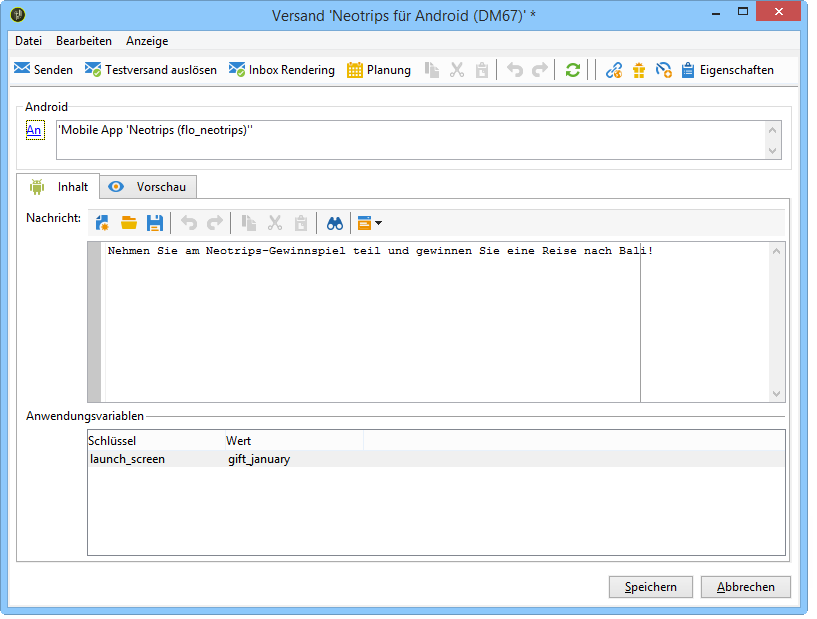 Versand 'Neotrips für Android (DM67)' *
Datei Bearbeiten Anzeige
Senden Testversand auslösen Inbox Rendering Planung Eigenschaften
Android
An 'Mobile App 'Neotrips (flo_neotrips)''
Inhalt Vorschau
Nachricht:
Nehmen Sie am Neotrips-Gewinnspiel teil und gewinnen Sie eine Reise nach Bali!
Anwendungsvariablen
Schlüssel Wert
launch_screen gift_january
Speichern Abbrechen